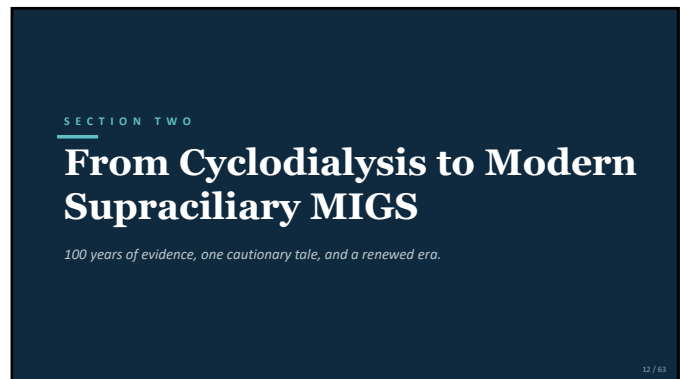 SECTION TWO
From Cyclodialysis to Modern
Supraciliary MIGS
100 years of evidence, one cautionary tale, and a renewed era.
12 / 63